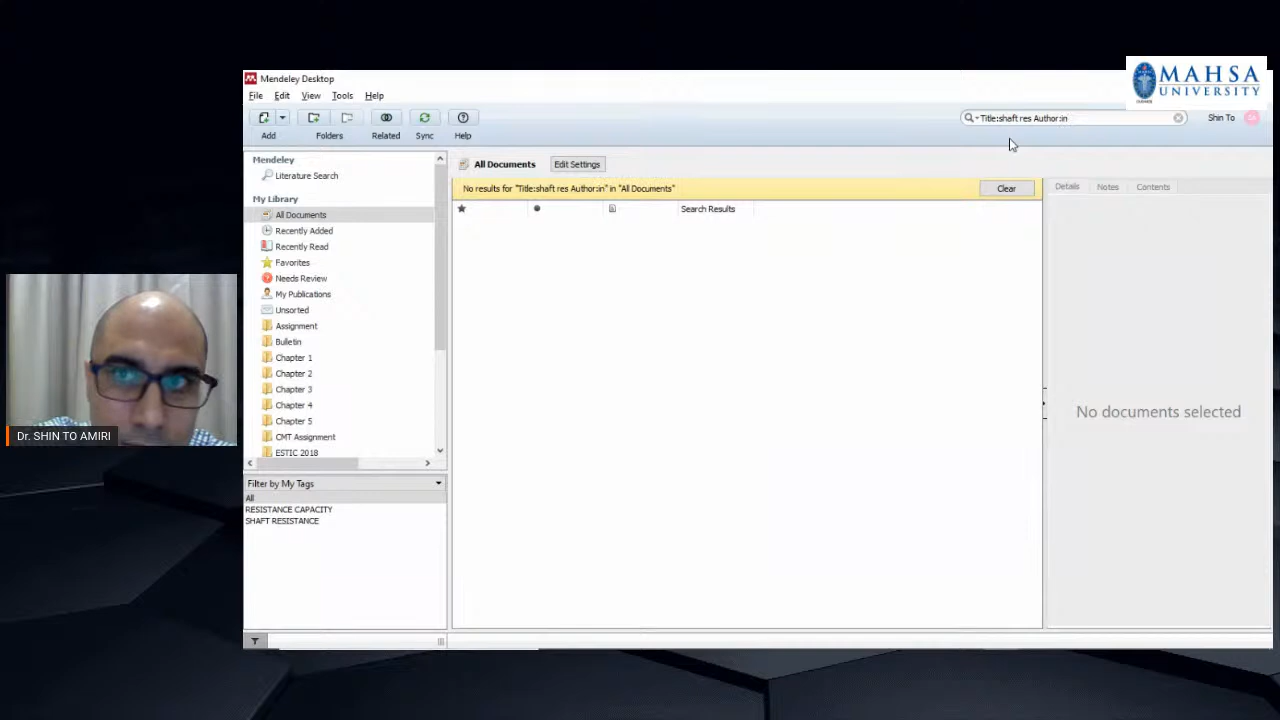 MAHSA
UNIVERSITY
Mendeley Desktop
File Edit View Tools Help
Title:shaft res Author:in
Shin To
Add Folders Related Sync Help
Mendeley
Literature Search
My Library
All Documents
Recently Added
Recently Read
Favorites
Needs Review
My Publications
Unsorted
Assignment
Bulletin
Chapter 1
Chapter 2
Chapter 3
Chapter 4
Chapter 5
CMT Assignment
ESTIC 2018
Filter by My Tags
All
RESISTANCE CAPACITY
SHAFT RESISTANCE
All Documents Edit Settings
No results for "Title:shaft res Author:in" in "All Documents" Clear
Search Results
Details Notes Contents
No documents selected
Dr. SHIN TO AMIRI